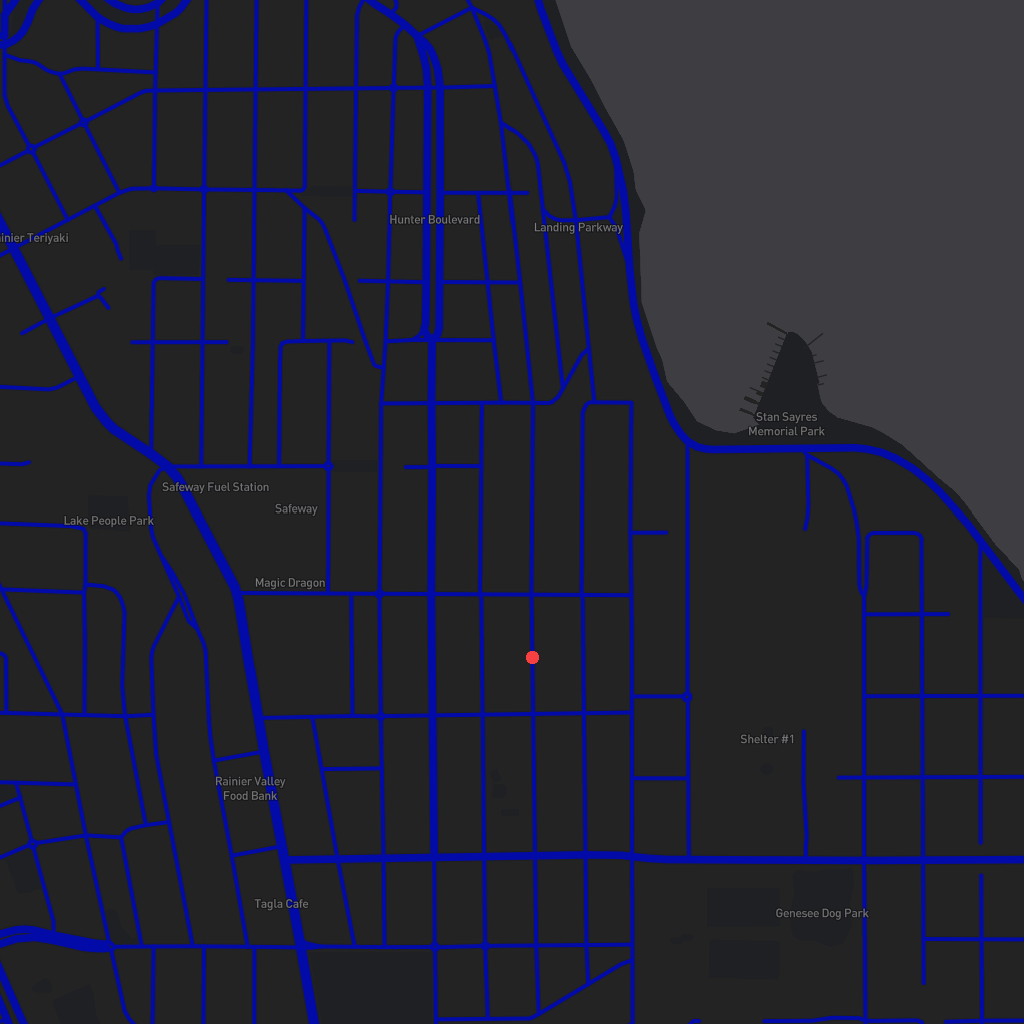 Hunter Boulevard
Landing Parkway
Teriyaki
Stan Sayres
Memorial Park
Safeway Fuel Station
Safeway
Lake People Park
Magic Dragon
Shelter #1
Rainier Valley
Food Bank
Tagla Cafe
Genesee Dog Park